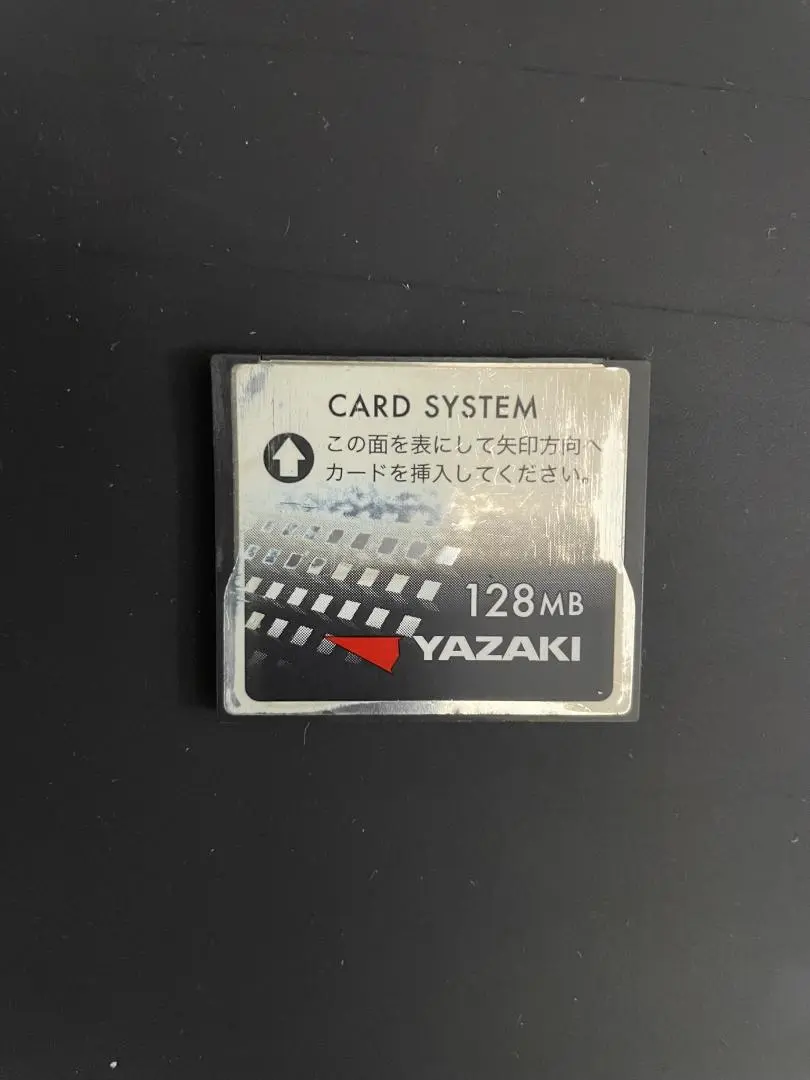 CARD SYSTEM
この面を表にして矢印方向へ
カードを挿入してください。
128MB
YAZAKI